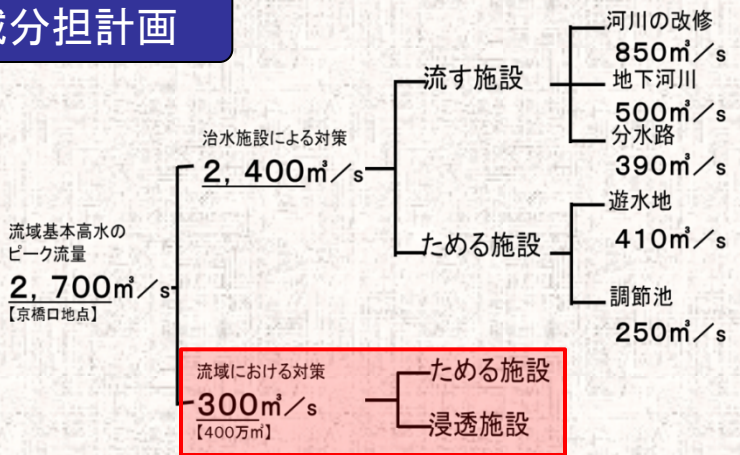 域分担計画
流域基本高水の
ピーク流量
2,700㎥/s
【京橋口地点】
治水施設による対策
2,400㎥/s
流す施設
河川の改修
850㎥/s
地下河川
500㎥/s
分水路
390㎥/s
ためる施設
遊水地
410㎥/s
調節池
250㎥/s
流域における対策
300㎥/s
【400万㎥】
ためる施設
浸透施設